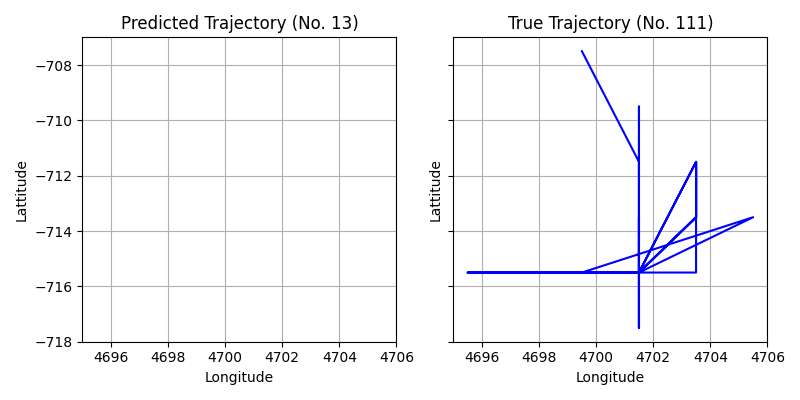 Predicted Trajectory (No. 13)
Lattitude
−708
−710
−712
−714
−716
−718
4696 4698 4700 4702 4704 4706
Longitude
True Trajectory (No. 111)
Lattitude
4696 4698 4700 4702 4704 4706
Longitude